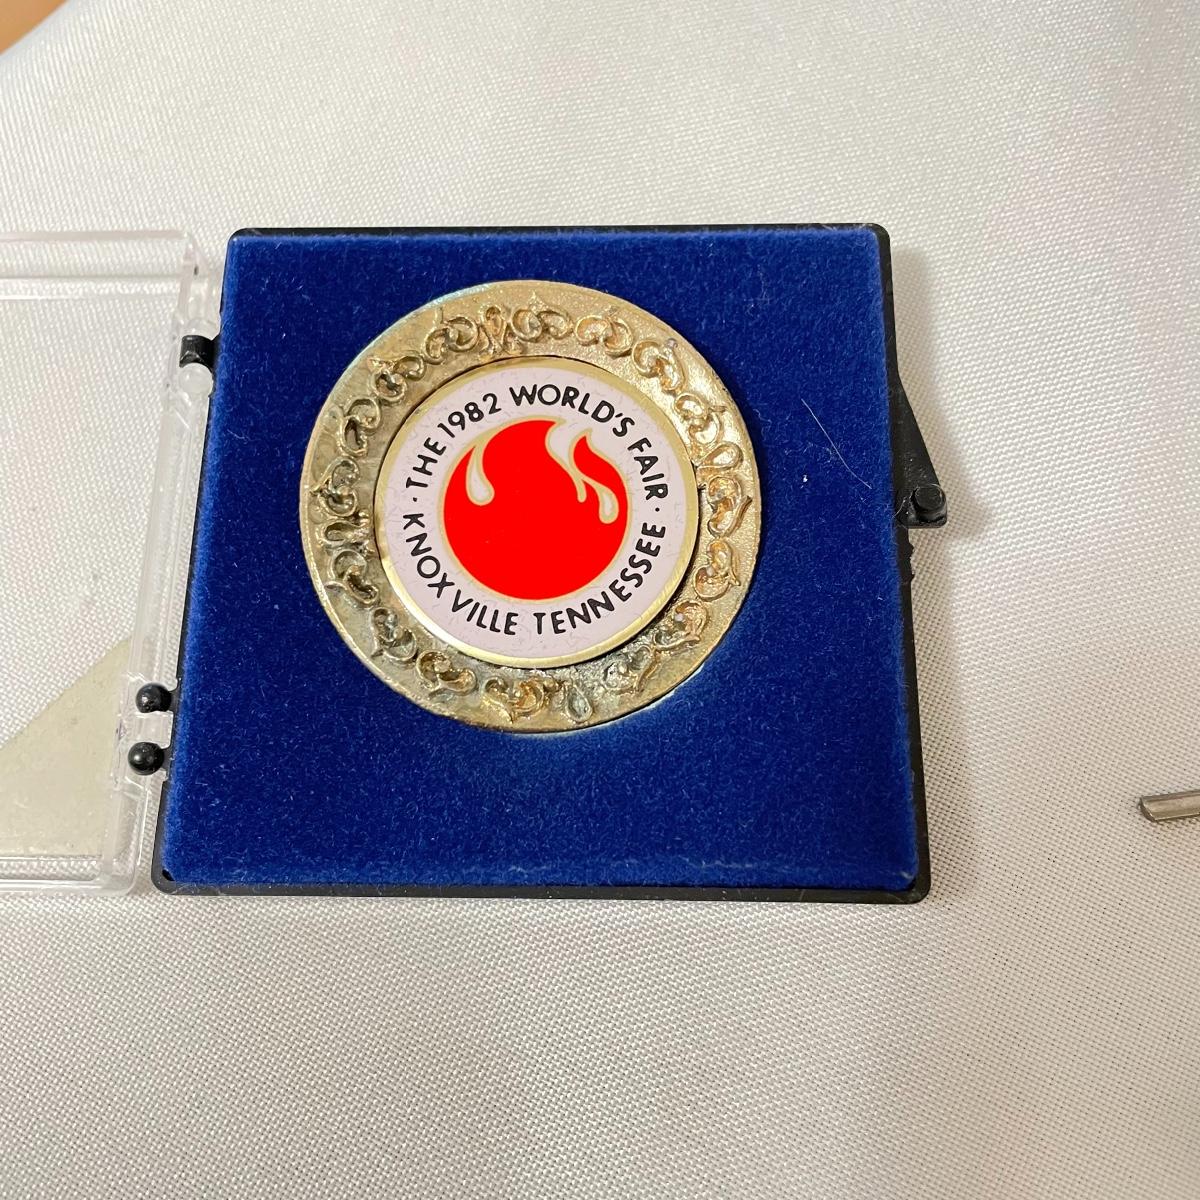 · THE 1982 WORLD'S FAIR ·
KNOXVILLE TENNESSEE